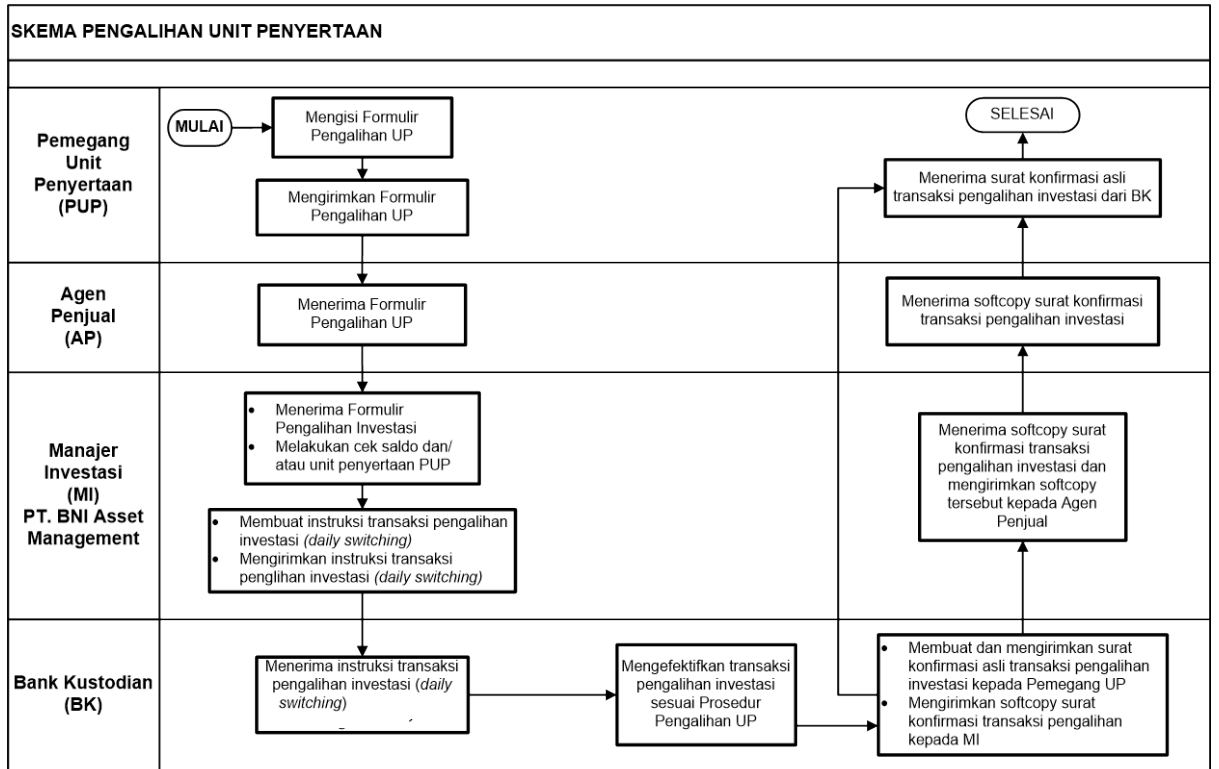 SKEMA PENGALIHAN UNIT PENYERTAAN
Pemegang
Unit
Penyertaan
(PUP)
MULAI
Mengisi Formulir
Pengalihan UP
Mengirimkan Formulir
Pengalihan UP
SELESAI
Menerima surat konfirmasi asli
transaksi pengalihan investasi dari BK
Agen
Penjual
(AP)
Menerima Formulir
Pengalihan UP
Menerima softcopy surat konfirmasi
transaksi pengalihan investasi
Manajer
Investasi
(MI)
PT. BNI Asset
Management
• Menerima Formulir
Pengalihan Investasi
• Melakukan cek saldo dan/
atau unit penyertaan PUP
• Membuat instruksi transaksi pengalihan
investasi (daily switching)
• Mengirimkan instruksi transaksi
penglihan investasi (daily switching)
Menerima softcopy surat
konfirmasi transaksi
pengalihan investasi dan
mengirimkan softcopy
tersebut kepada Agen
Penjual
Bank Kustodian
(BK)
Menerima instruksi transaksi
pengalihan investasi (daily
switching)
Mengefektifkan transaksi
pengalihan investasi
sesuai Prosedur
Pengalihan UP
• Membuat dan mengirimkan surat
konfirmasi asli transaksi pengalihan
investasi kepada Pemegang UP
• Mengirimkan softcopy surat
konfirmasi transaksi pengalihan
kepada MI